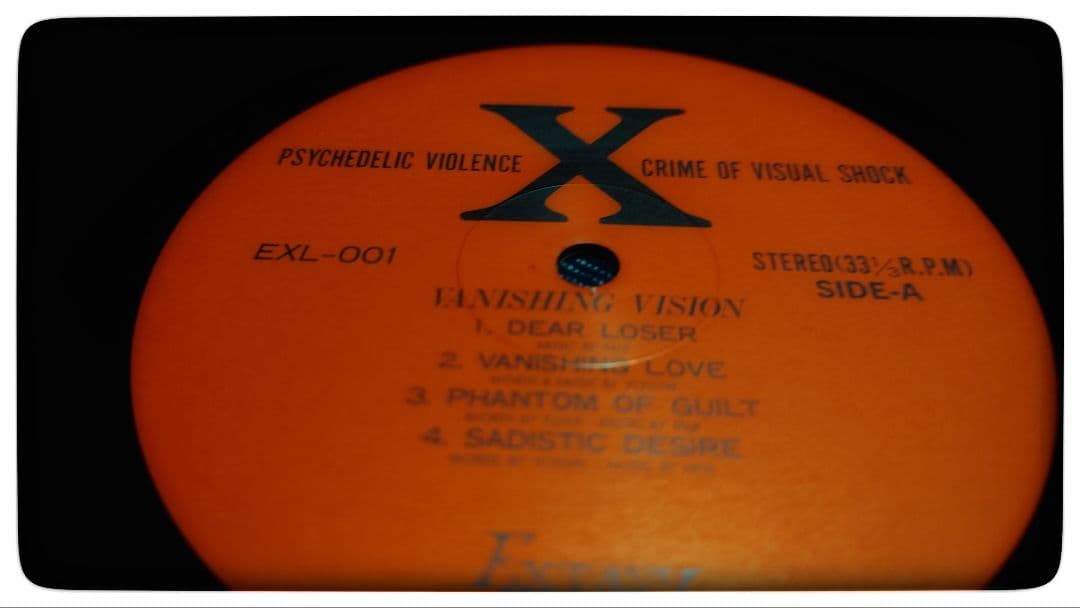 X
PSYCHEDELIC VIOLENCE CRIME OF VISUAL SHOCK
EXL-001
STEREO(33⅓R.P.M)
SIDE-A
VANISHING VISION
1. DEAR LOSER
2. VANISHING LOVE
3. PHANTOM OF GUILT
4. SADISTIC DESIRE